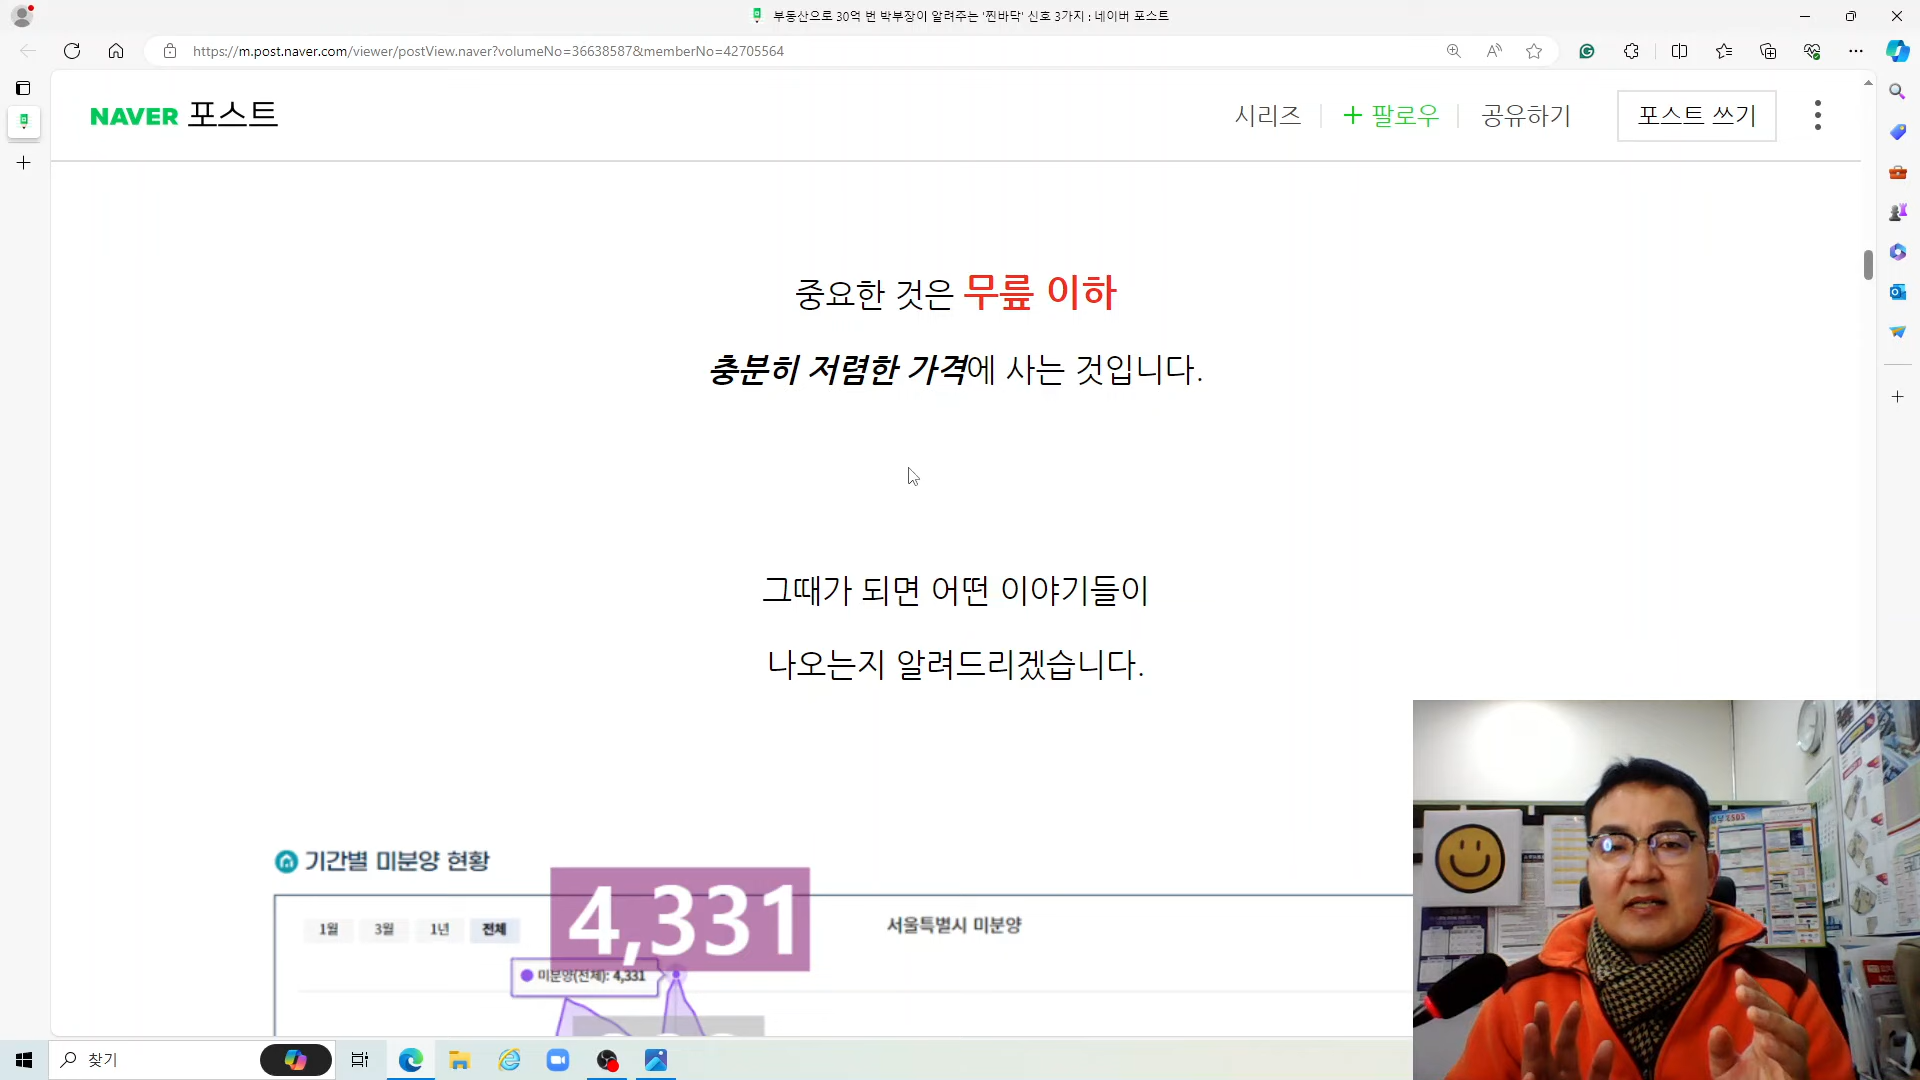 부동산으로 30억 번 박부장이 알려주는 '찐바닥' 신호 3가지 : 네이버 포스트
https://m.post.naver.com/viewer/postView.naver?volumeNo=36638587&memberNo=42705564
NAVER 포스트
시리즈
+ 팔로우
공유하기
포스트 쓰기
중요한 것은 무릎 이하
충분히 저렴한 가격에 사는 것입니다.
그때가 되면 어떤 이야기들이
나오는지 알려드리겠습니다.
기간별 미분양 현황
1월 3월 1년 전체
4,331
서울특별시 미분양
미분양(전체): 4,331
찾기